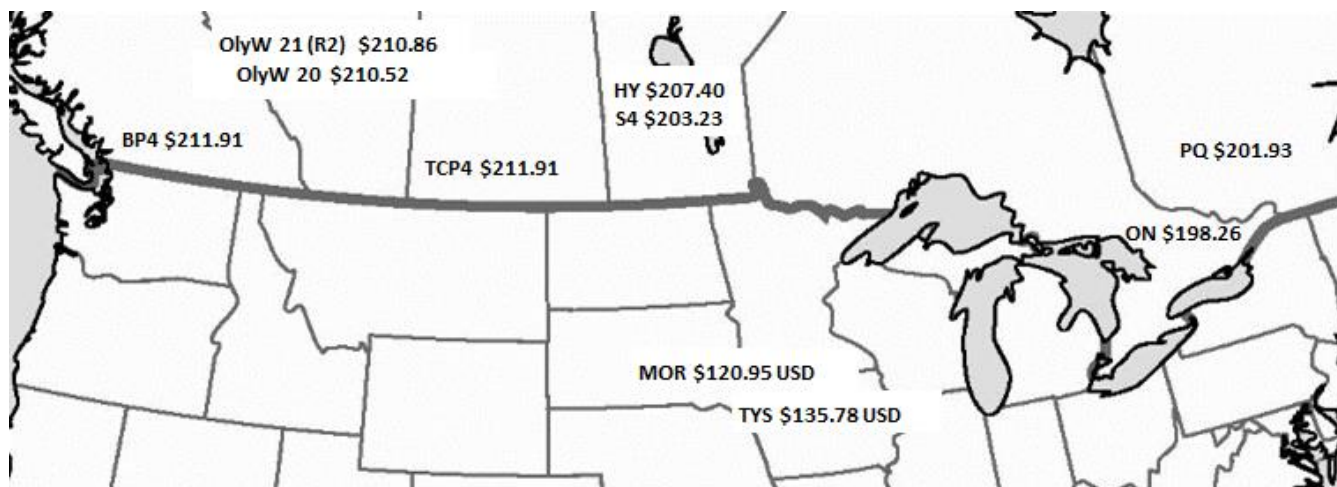 OlyW 21 (R2) $210.86
OlyW 20 $210.52
HY $207.40
S4 $203.23
BP4 $211.91
TCP4 $211.91
PQ $201.93
ON $198.26
MOR $120.95 USD
TYS $135.78 USD